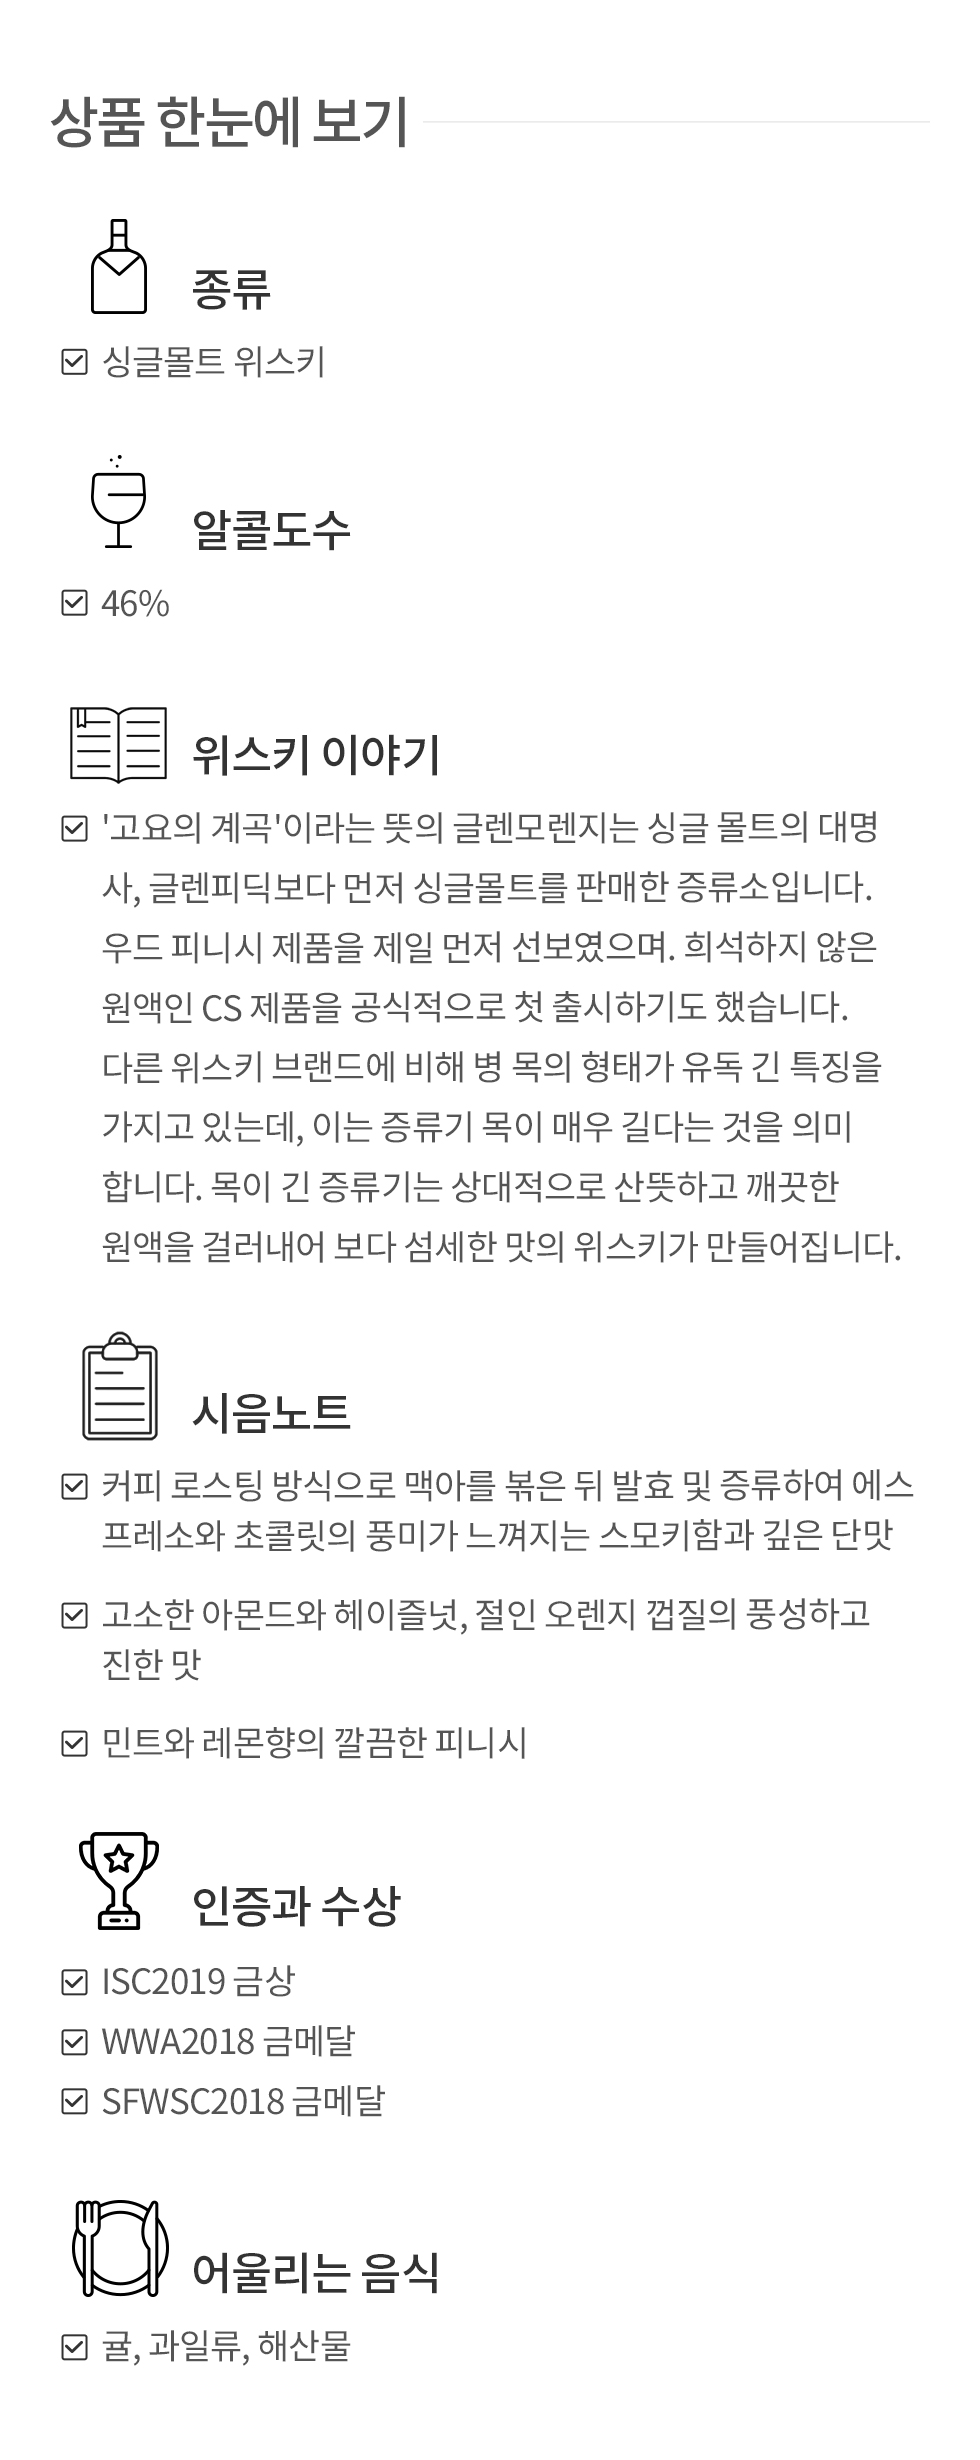 상품 한눈에 보기
종류
싱글몰트 위스키
알콜도수
46%
위스키 이야기
'고요의 계곡'이라는 뜻의 글렌모렌지는 싱글 몰트의 대명
사, 글렌피딕보다 먼저 싱글몰트를 판매한 증류소입니다.
우드 피니시 제품을 제일 먼저 선보였으며. 희석하지 않은
원액인 CS 제품을 공식적으로 첫 출시하기도 했습니다.
다른 위스키 브랜드에 비해 병 목의 형태가 유독 긴 특징을
가지고 있는데, 이는 증류기 목이 매우 길다는 것을 의미
합니다. 목이 긴 증류기는 상대적으로 산뜻하고 깨끗한
원액을 걸러내어 보다 섬세한 맛의 위스키가 만들어집니다.
시음노트
커피 로스팅 방식으로 맥아를 볶은 뒤 발효 및 증류하여 에스
프레소와 초콜릿의 풍미가 느껴지는 스모키함과 깊은 단맛
고소한 아몬드와 헤이즐넛, 절인 오렌지 껍질의 풍성하고
진한 맛
민트와 레몬향의 깔끔한 피니시
인증과 수상
ISC2019 금상
WWA2018 금메달
SFWSC2018 금메달
어울리는 음식
귤, 과일류, 해산물